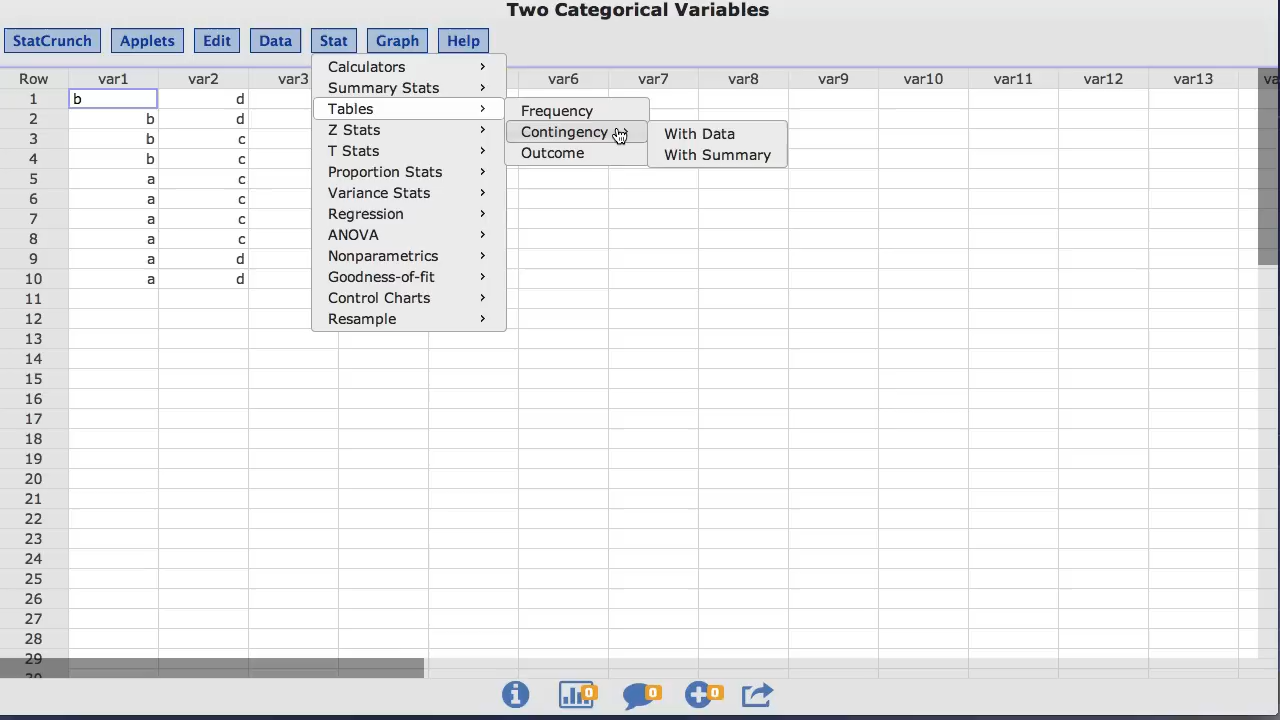 Two Categorical Variables
StatCrunch Applets Edit Data Stat Graph Help
Row var1 var2 var3 var6 var7 var8 var9 var10 var11 var12 var13 va
Calculators
Summary Stats
Tables
Z Stats
T Stats
Proportion Stats
Variance Stats
Regression
ANOVA
Nonparametrics
Goodness-of-fit
Control Charts
Resample
Frequency
Contingency
Outcome
With Data
With Summary
1 b d
2 b d
3 b c
4 b c
5 a c
6 a c
7 a c
8 a c
9 a d
10 a d
11
12
13
14
15
16
17
18
19
20
21
22
23
24
25
26
27
28
29
0 0 0